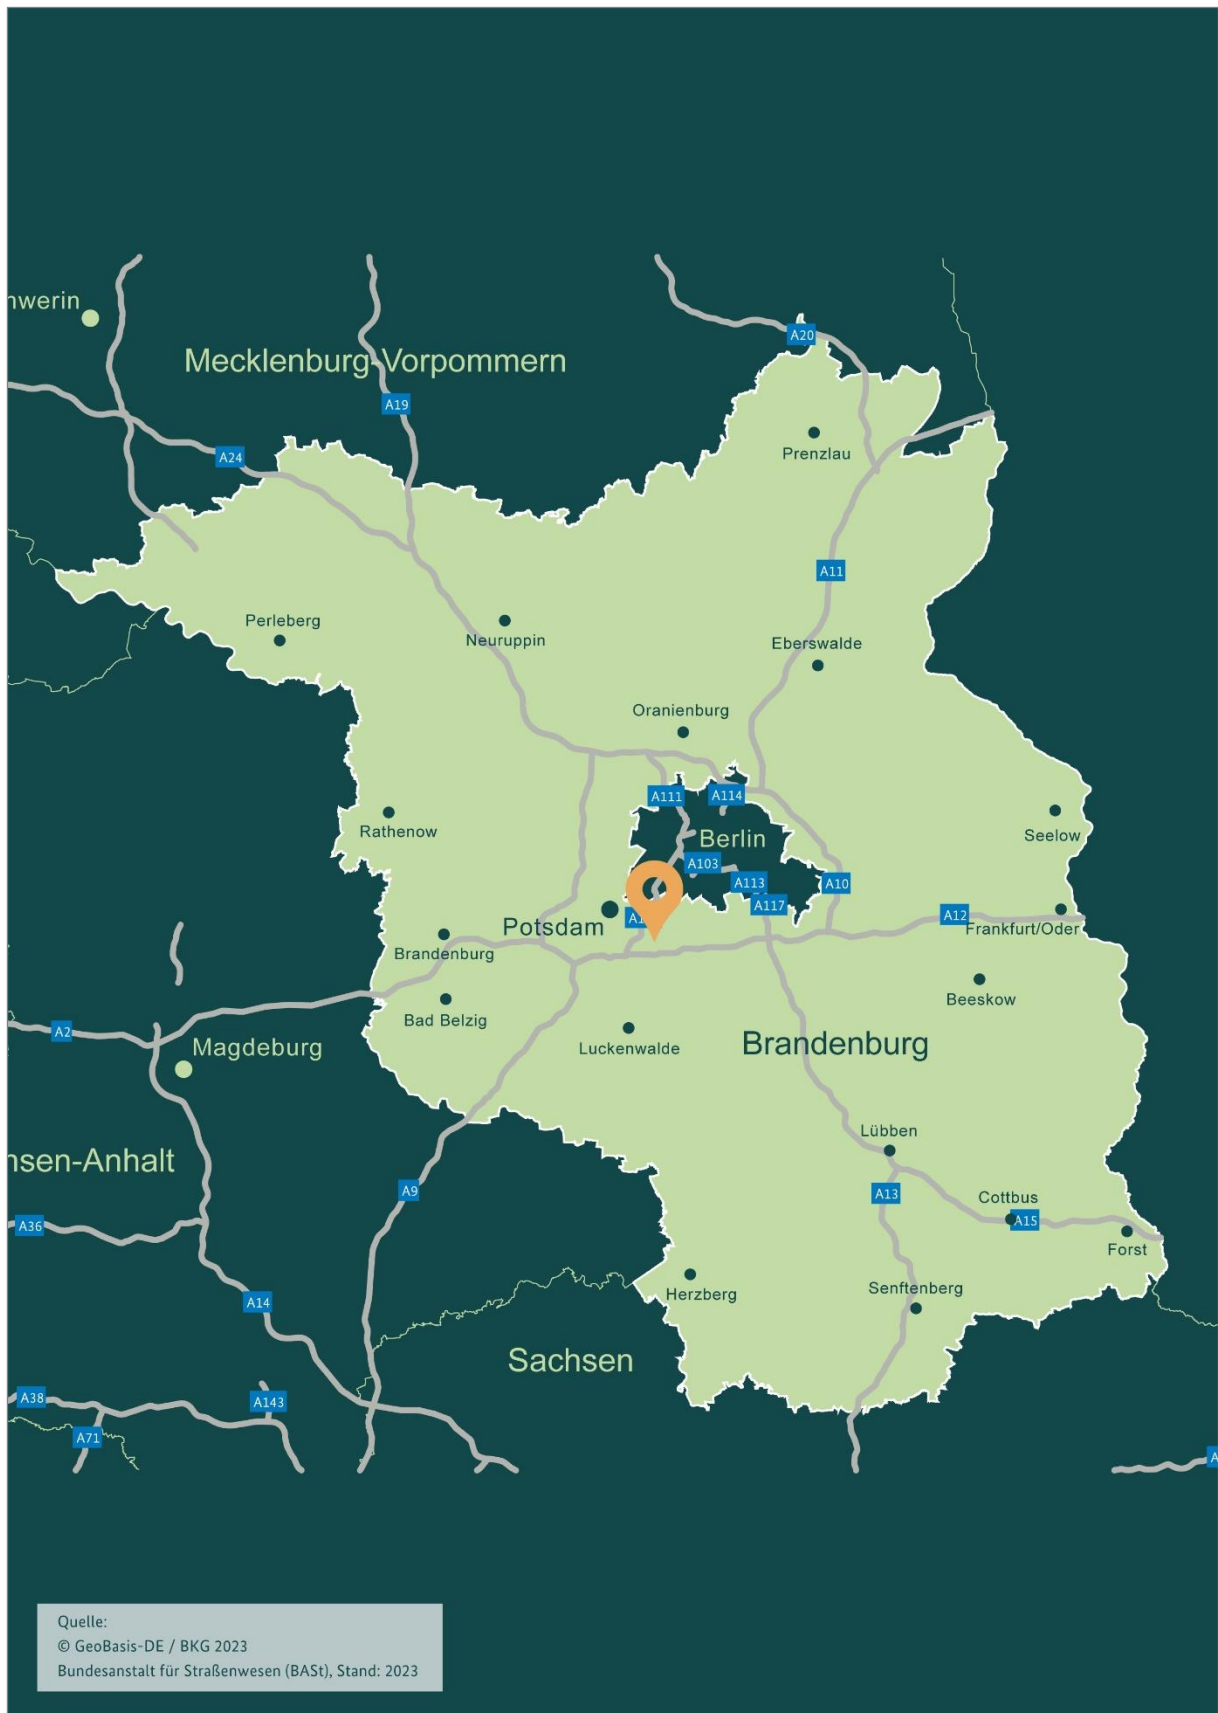 nwerin
Mecklenburg-Vorpommern
A20
A19
A24
Prenzlau
A11
Perleberg
Neuruppin
Eberswalde
Oranienburg
A111
A114
Rathenow
Berlin
Seelow
A103
A113
A10
A117
A12
Potsdam
Frankfurt/Oder
Brandenburg
Beeskow
Bad Belzig
A2
Magdeburg
Luckenwalde
Brandenburg
Lübben
nsen-Anhalt
A9
A13
Cottbus
A15
A36
Forst
Herzberg
Senftenberg
A14
Sachsen
A38
A143
A71
Quelle:
© GeoBasis-DE / BKG 2023
Bundesanstalt für Straßenwesen (BASt), Stand: 2023